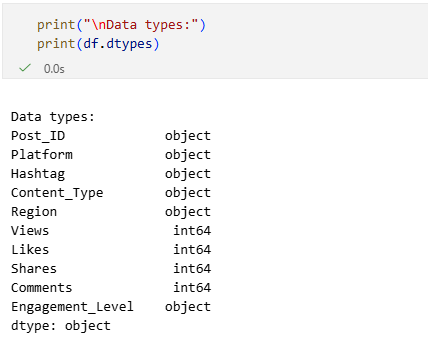 print("\nData types:")
print(df.dtypes)
0.0s
Data types:
Post_ID             object
Platform            object
Hashtag             object
Content_Type        object
Region              object
Views                int64
Likes                int64
Shares               int64
Comments             int64
Engagement_Level    object
dtype: object